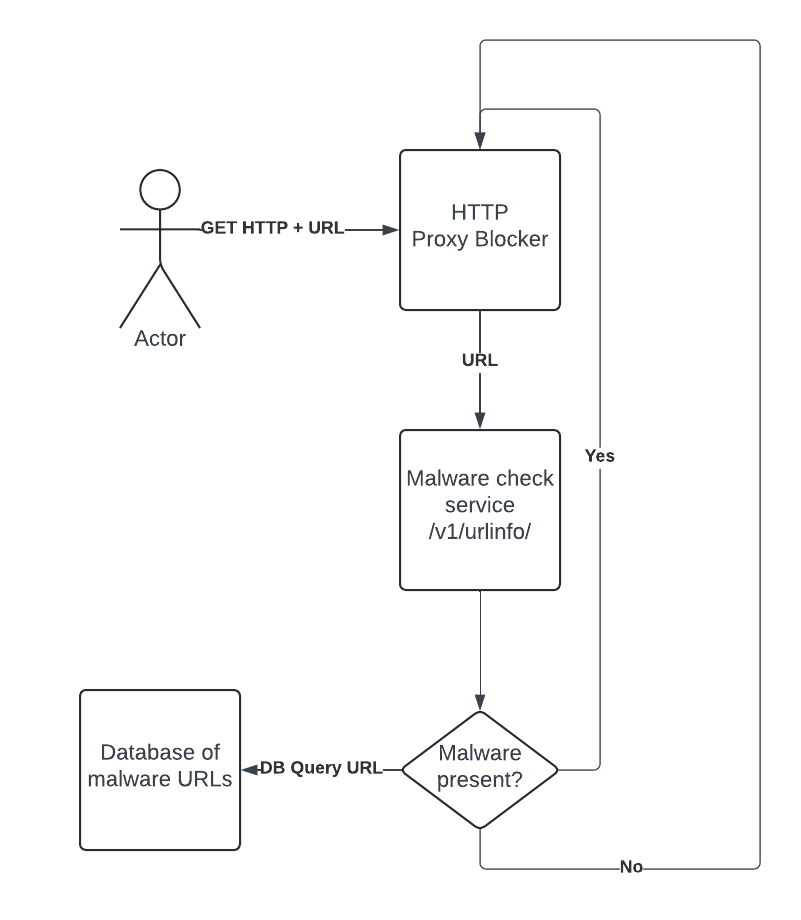 GET HTTP + URL
HTTP
Proxy Blocker
Actor
URL
Yes
Malware check
service
/v1/urlinfo/
Database of
malware URLs
DB Query URL
Malware
present?
No